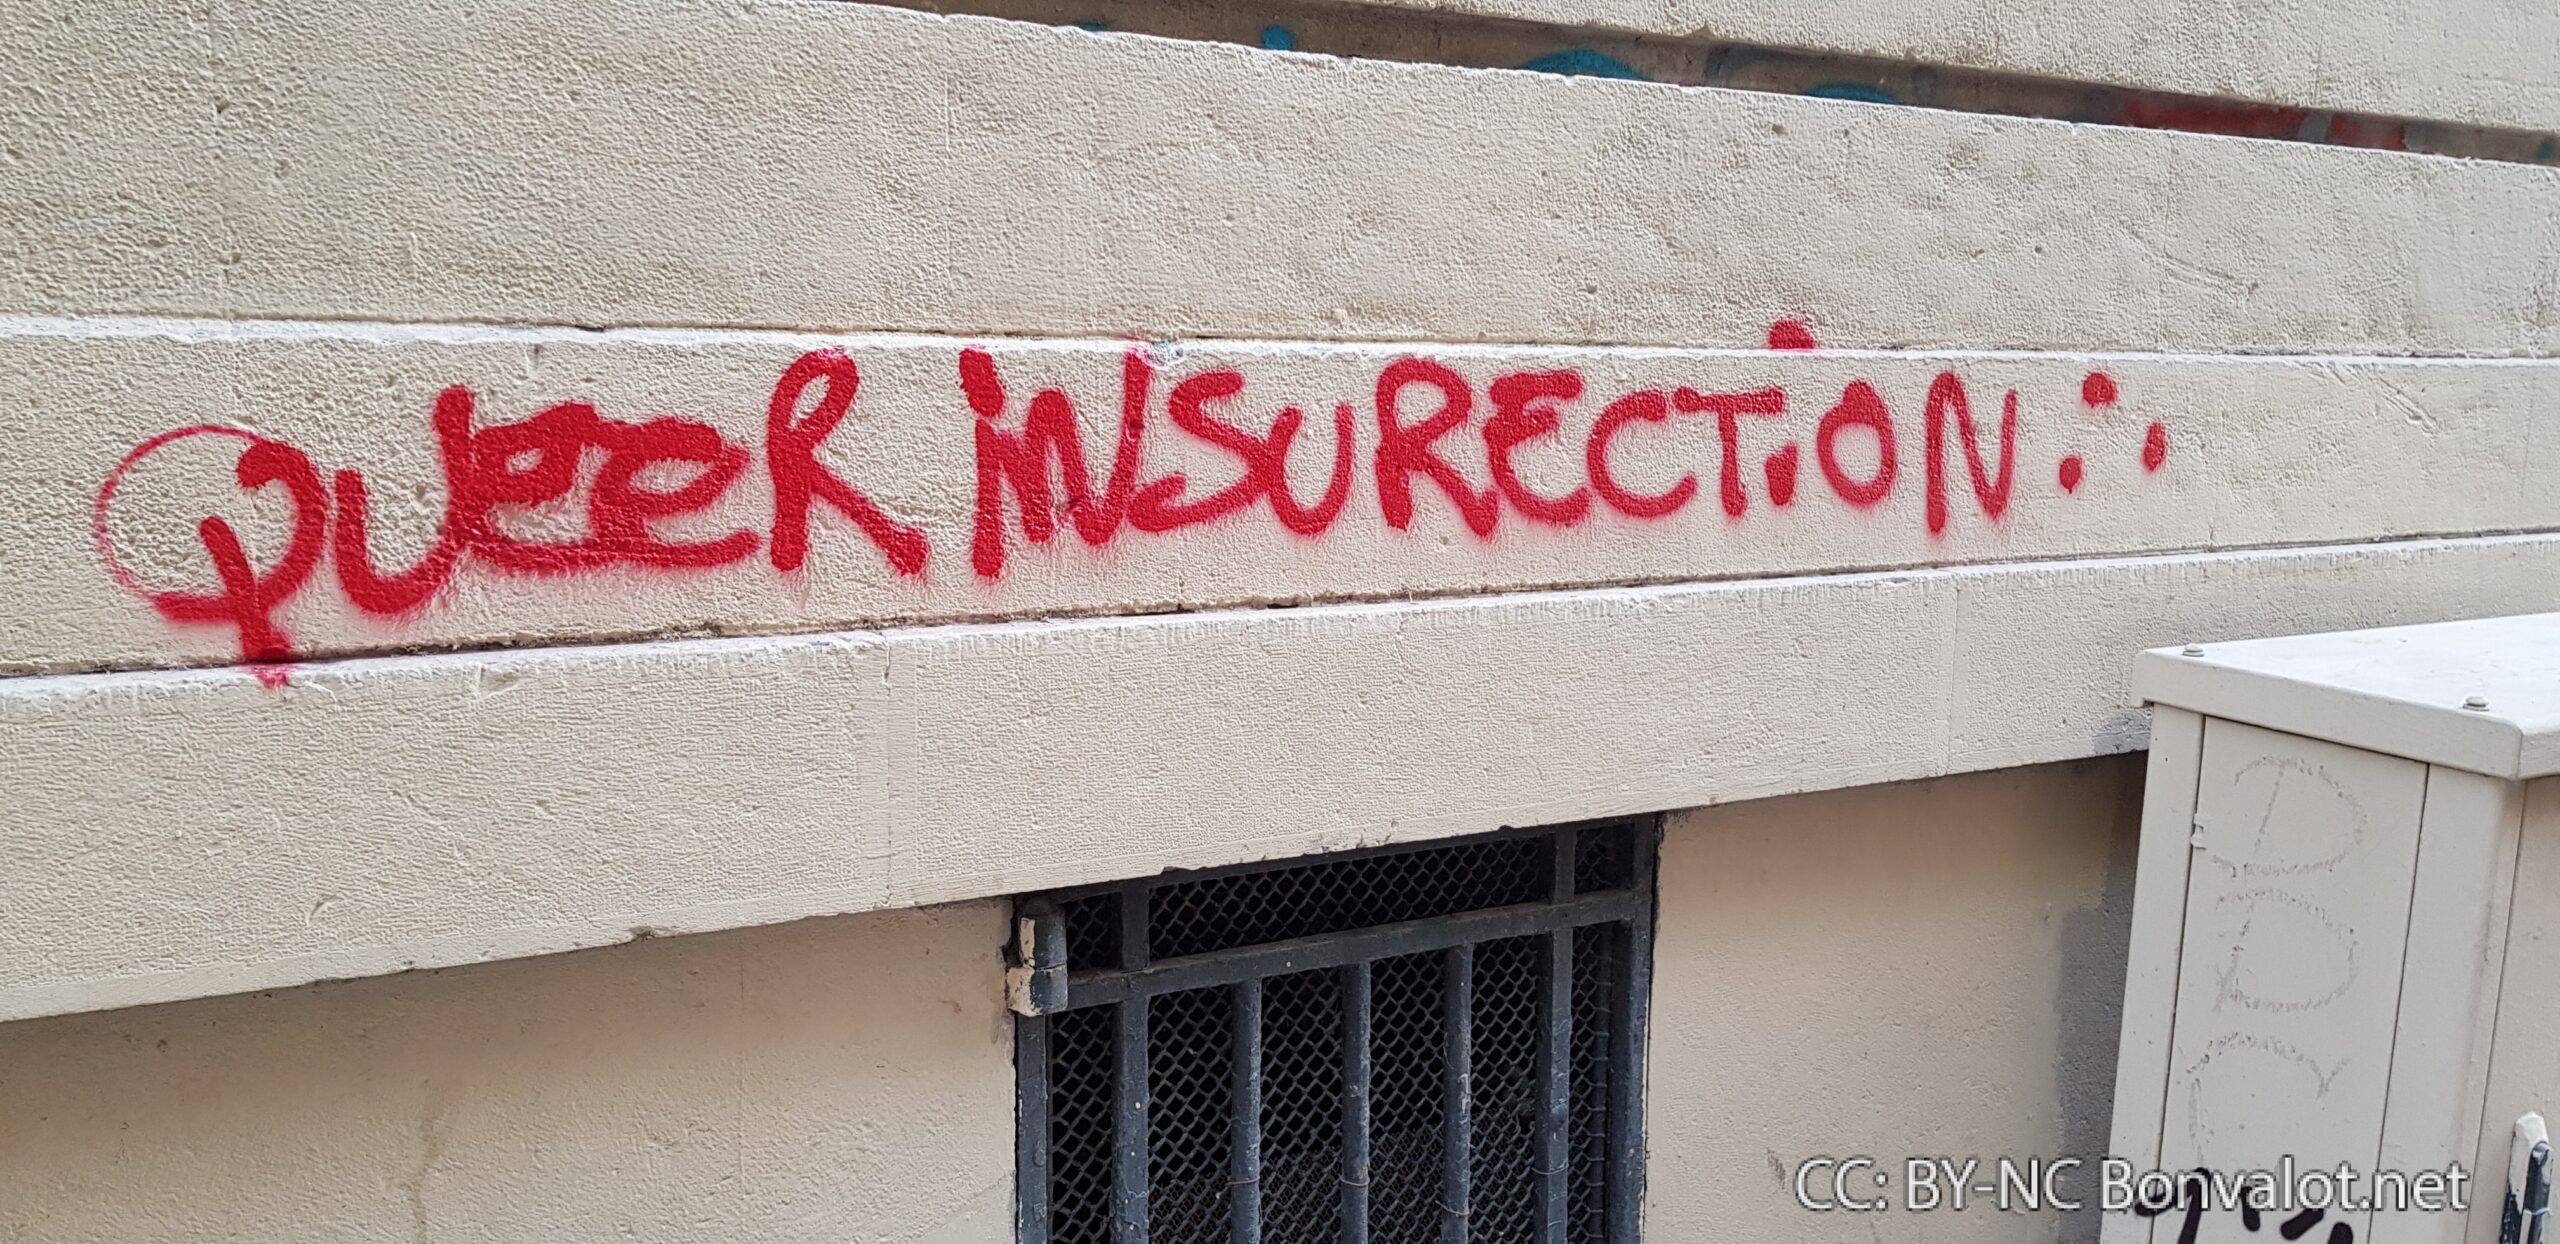 QUEER iNSURECTiON
CC: BY-NC Bonvalot.net